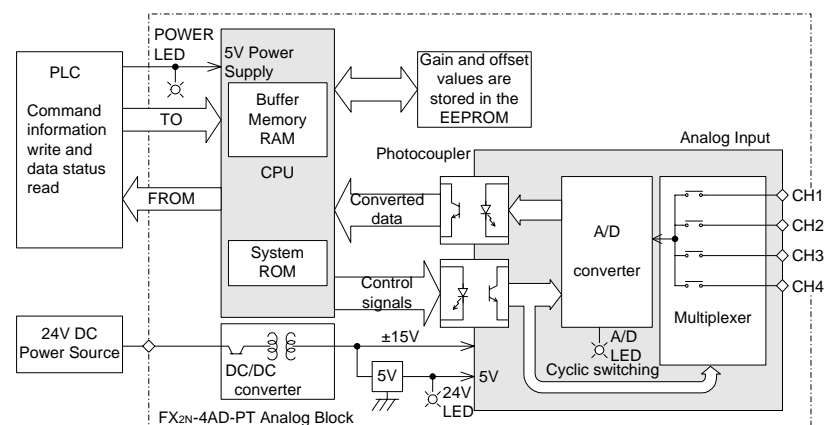 POWER
LED
PLC
Command
information
write and
data status
read
TO
FROM
5V Power
Supply
Buffer
Memory
RAM
CPU
System
ROM
Gain and offset
values are
stored in the
EEPROM
Photocoupler
Analog Input
Converted
data
Control
signals
A/D
converter
Multiplexer
CH1
CH2
CH3
CH4
A/D
LED
Cyclic switching
24V DC
Power Source
DC/DC
converter
±15V
5V
5V
24V
LED
FX2N-4AD-PT Analog Block